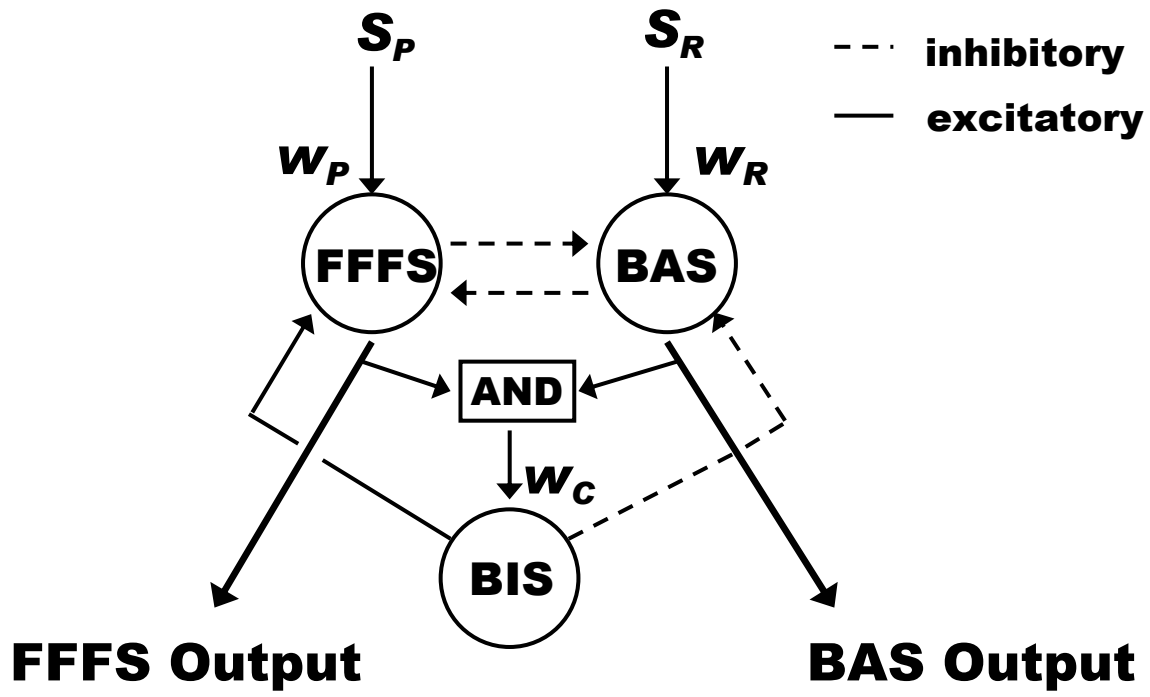 S_P
S_R
inhibitory
excitatory
w_P
w_R
FFFS
BAS
AND
w_C
BIS
FFFS Output
BAS Output